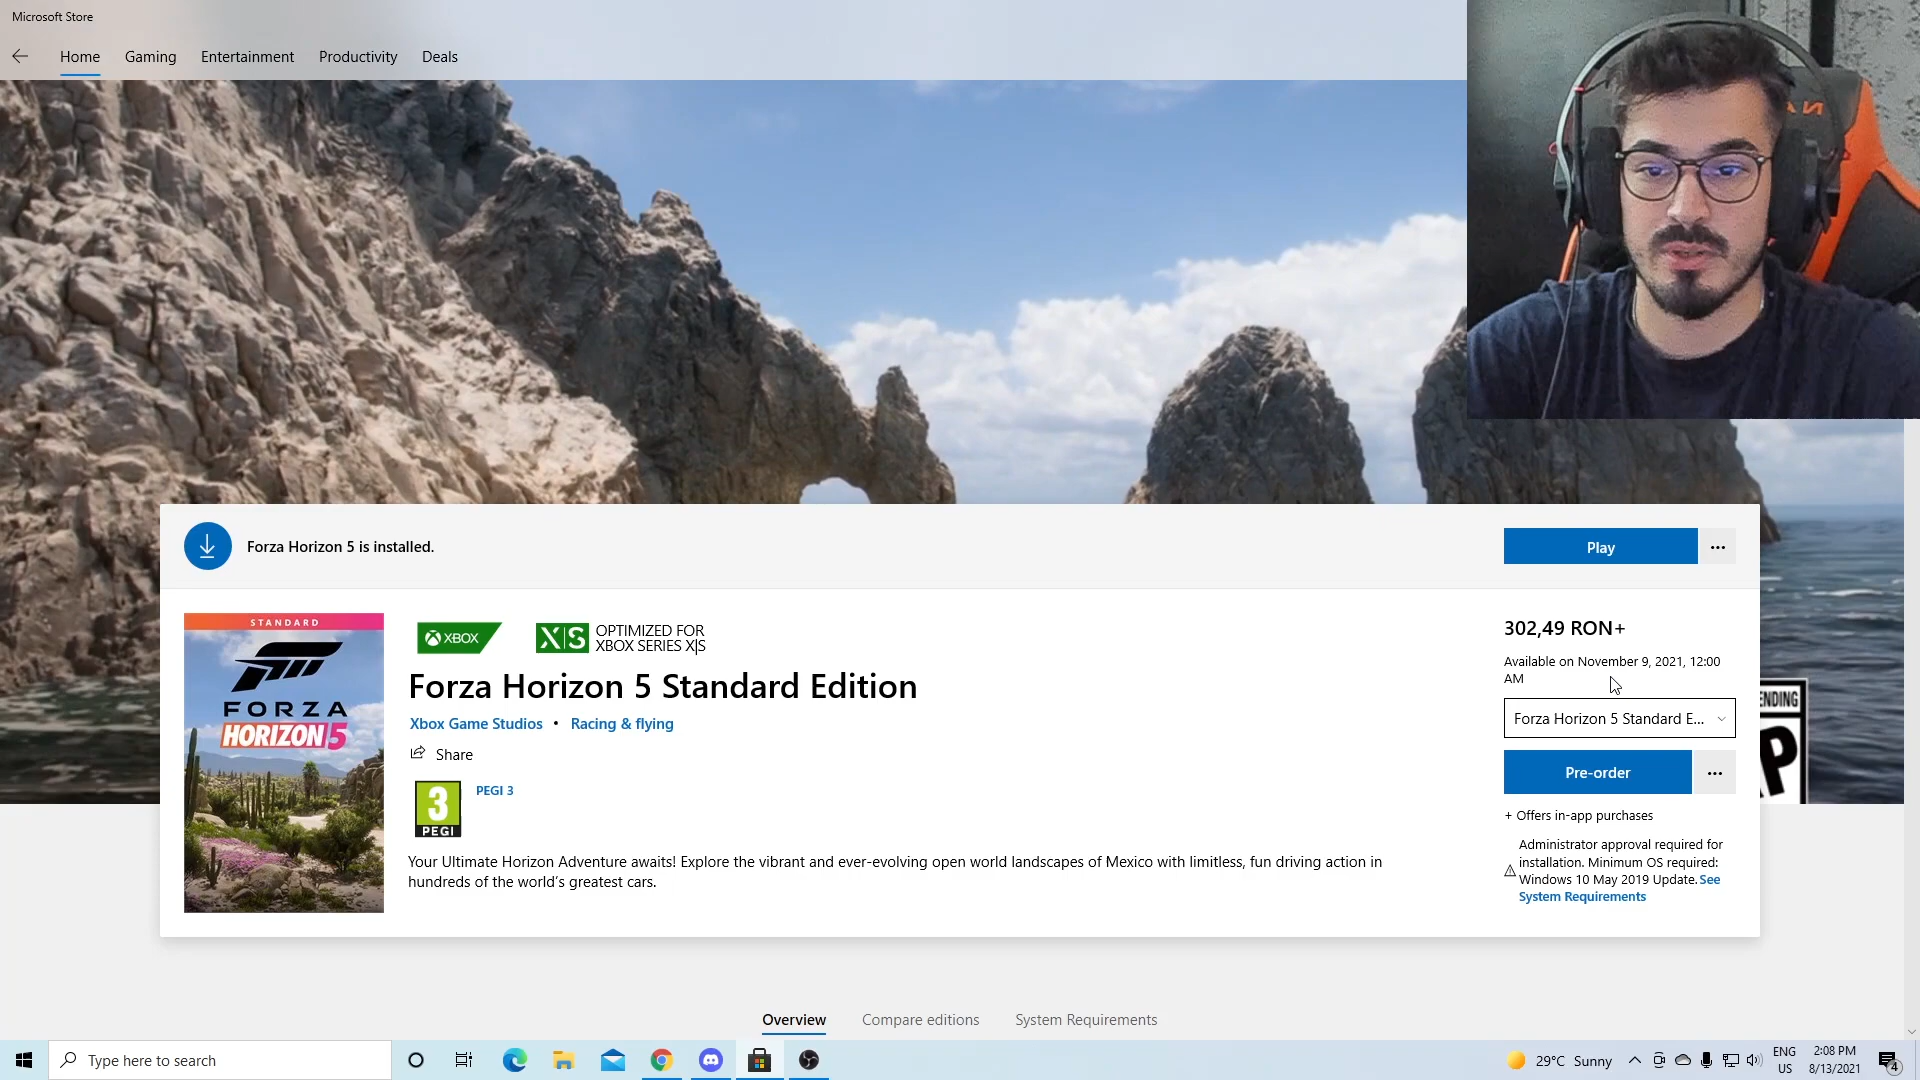 Microsoft Store
Home Gaming Entertainment Productivity Deals
Forza Horizon 5 is installed.
Play
STANDARD
FORZA
HORIZON 5
XBOX
X|S
OPTIMIZED FOR
XBOX SERIES X|S
Forza Horizon 5 Standard Edition
Xbox Game Studios • Racing & flying
Share
3
PEGI
PEGI 3
Your Ultimate Horizon Adventure awaits! Explore the vibrant and ever-evolving open world landscapes of Mexico with limitless, fun driving action in
hundreds of the world's greatest cars.
302,49 RON+
Available on November 9, 2021, 12:00
AM
Forza Horizon 5 Standard E...
Pre-order
+ Offers in-app purchases
Administrator approval required for
installation. Minimum OS required:
Windows 10 May 2019 Update. See
System Requirements
ENDING
P
Overview Compare editions System Requirements
Type here to search
29°C Sunny
ENG
US
2:08 PM
8/13/2021
4